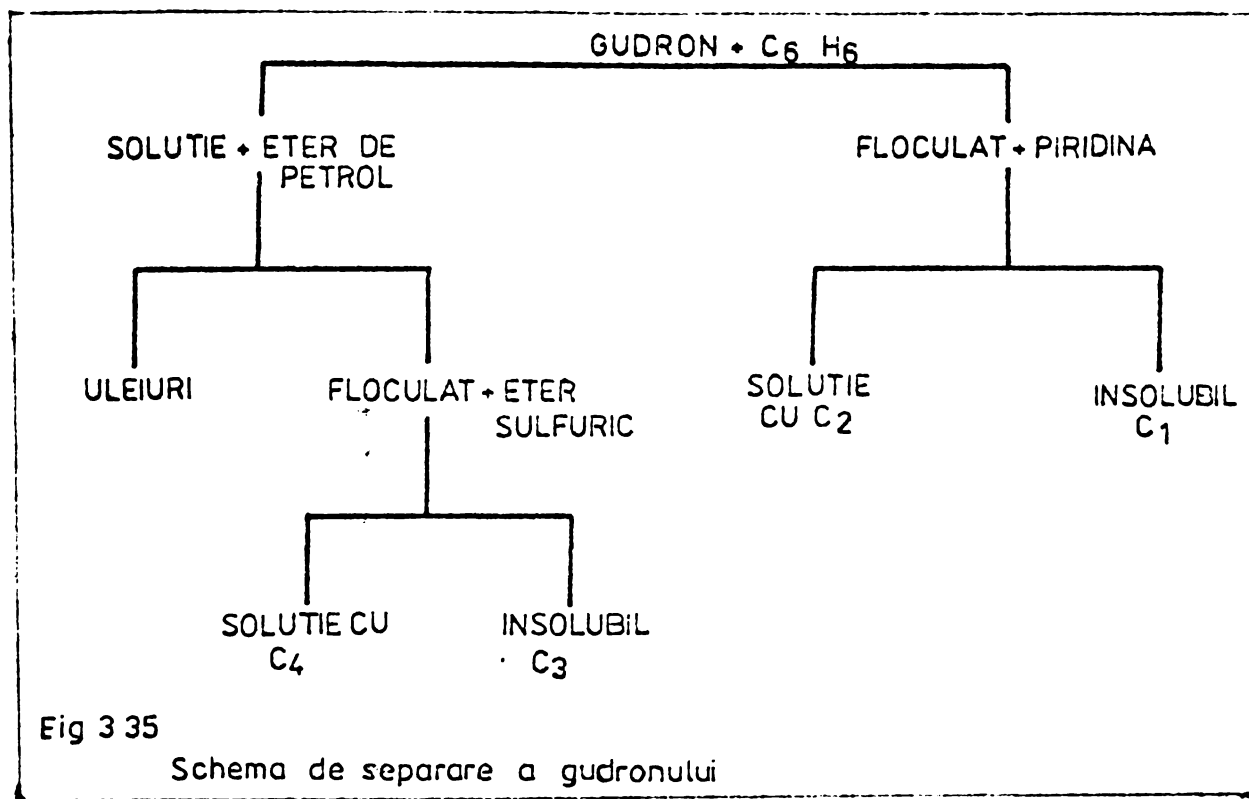 GUDRON + C6 H6
SOLUTIE + ETER DE
PETROL
FLOCULAT + PIRIDINA
ULEIURI
FLOCULAT + ETER
SULFURIC
SOLUTIE
CU C2
INSOLUBIL
C1
SOLUTIE CU
C4
INSOLUBIL
C3
Fig 3 35
Schema de separare a gudronului